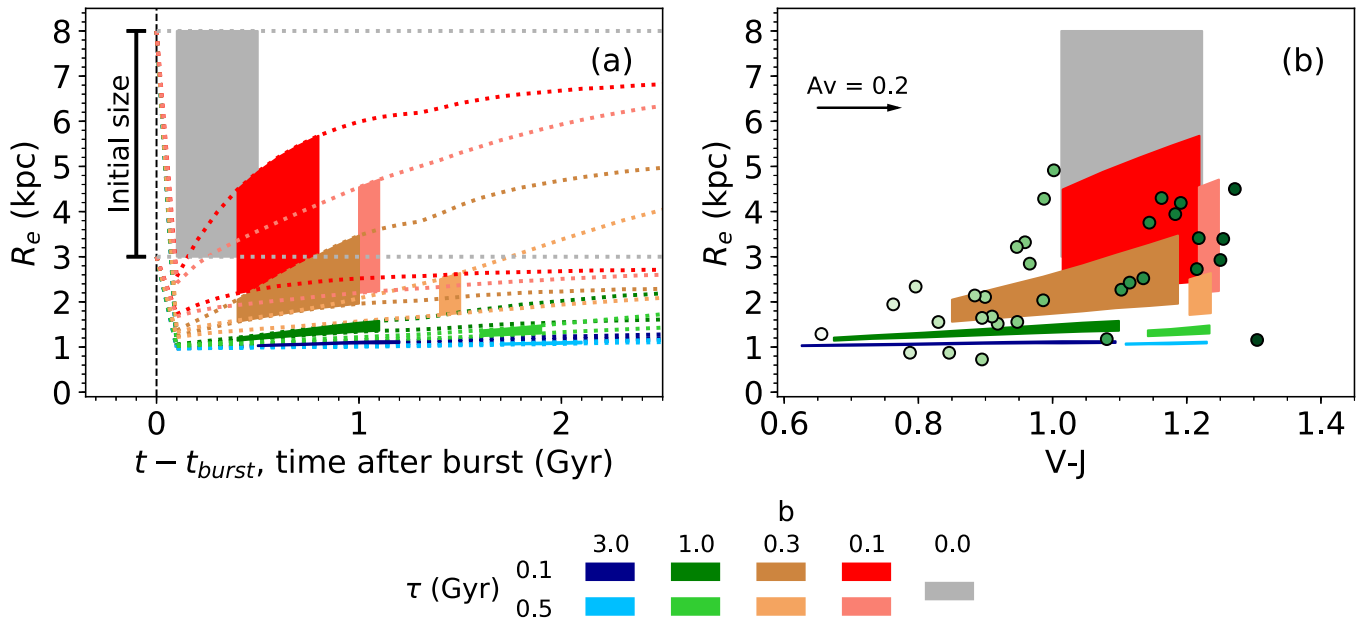 (a)
Initial size
R_e (kpc)
8
7
6
5
4
3
2
1
0
0
1
2
t − t_burst, time after burst (Gyr)
(b)
Av = 0.2
R_e (kpc)
8
7
6
5
4
3
2
1
0
0.6
0.8
1.0
1.2
1.4
V-J
b
3.0 1.0 0.3 0.1 0.0
τ (Gyr)
0.1
0.5